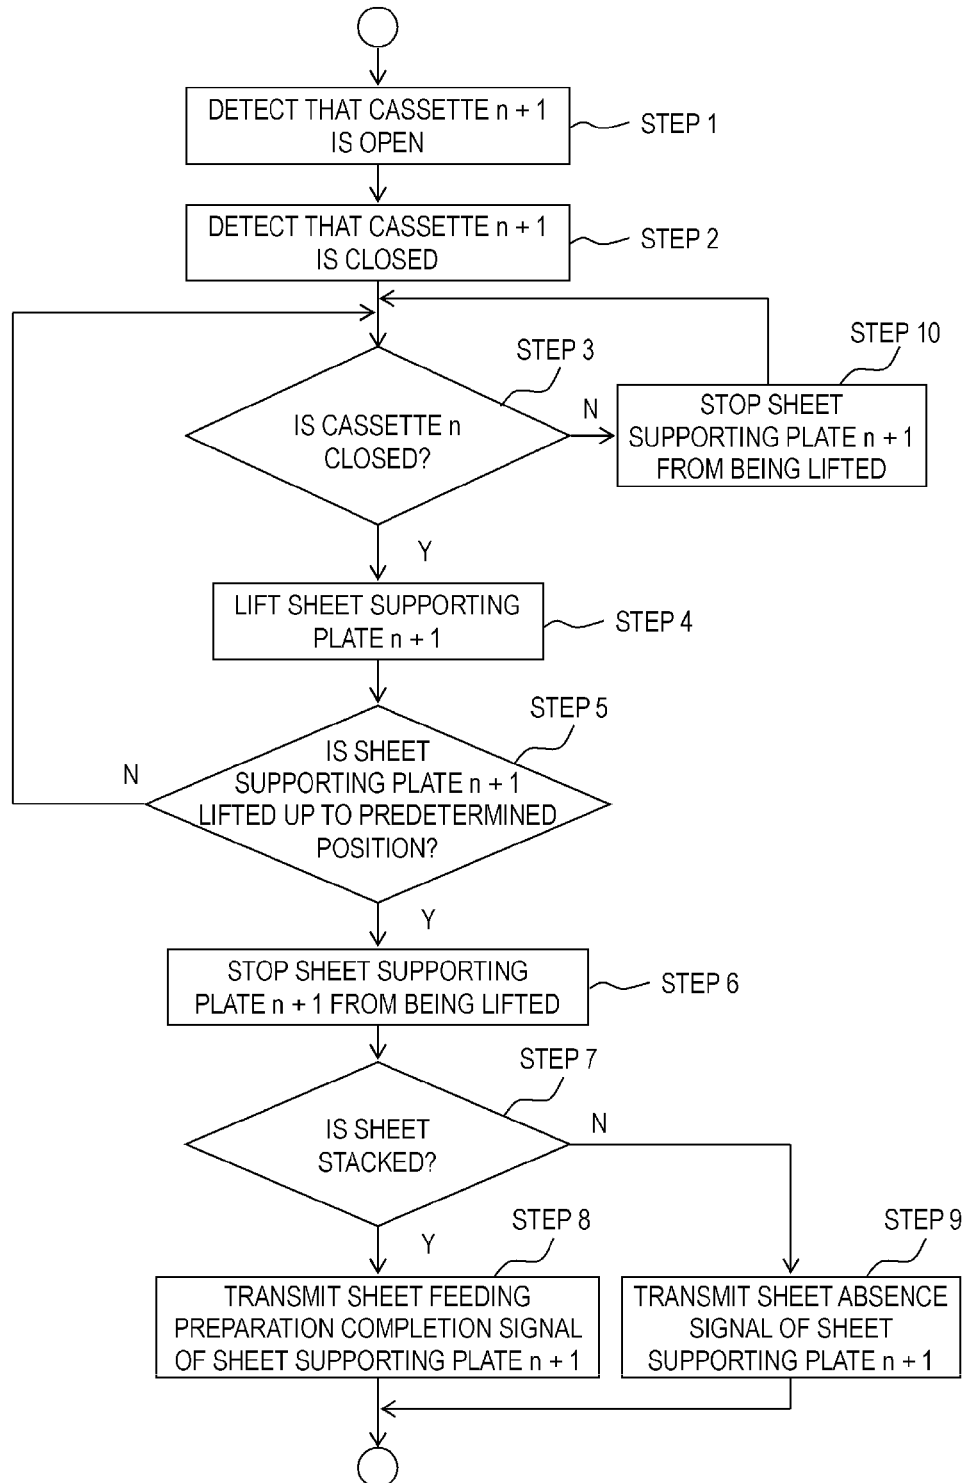 DETECT THAT CASSETTE n + 1
IS OPEN
STEP 1
DETECT THAT CASSETTE n + 1
IS CLOSED
STEP 2
STEP 3
IS CASSETTE n
CLOSED?
N
STEP 10
STOP SHEET
SUPPORTING PLATE n + 1
FROM BEING LIFTED
Y
LIFT SHEET SUPPORTING
PLATE n + 1
STEP 4
STEP 5
IS SHEET
SUPPORTING PLATE n + 1
LIFTED UP TO PREDETERMINED
POSITION?
N
Y
STOP SHEET SUPPORTING
PLATE n + 1 FROM BEING LIFTED
STEP 6
STEP 7
IS SHEET
STACKED?
N
Y
STEP 8
TRANSMIT SHEET FEEDING
PREPARATION COMPLETION SIGNAL
OF SHEET SUPPORTING PLATE n + 1
STEP 9
TRANSMIT SHEET ABSENCE
SIGNAL OF SHEET
SUPPORTING PLATE n + 1